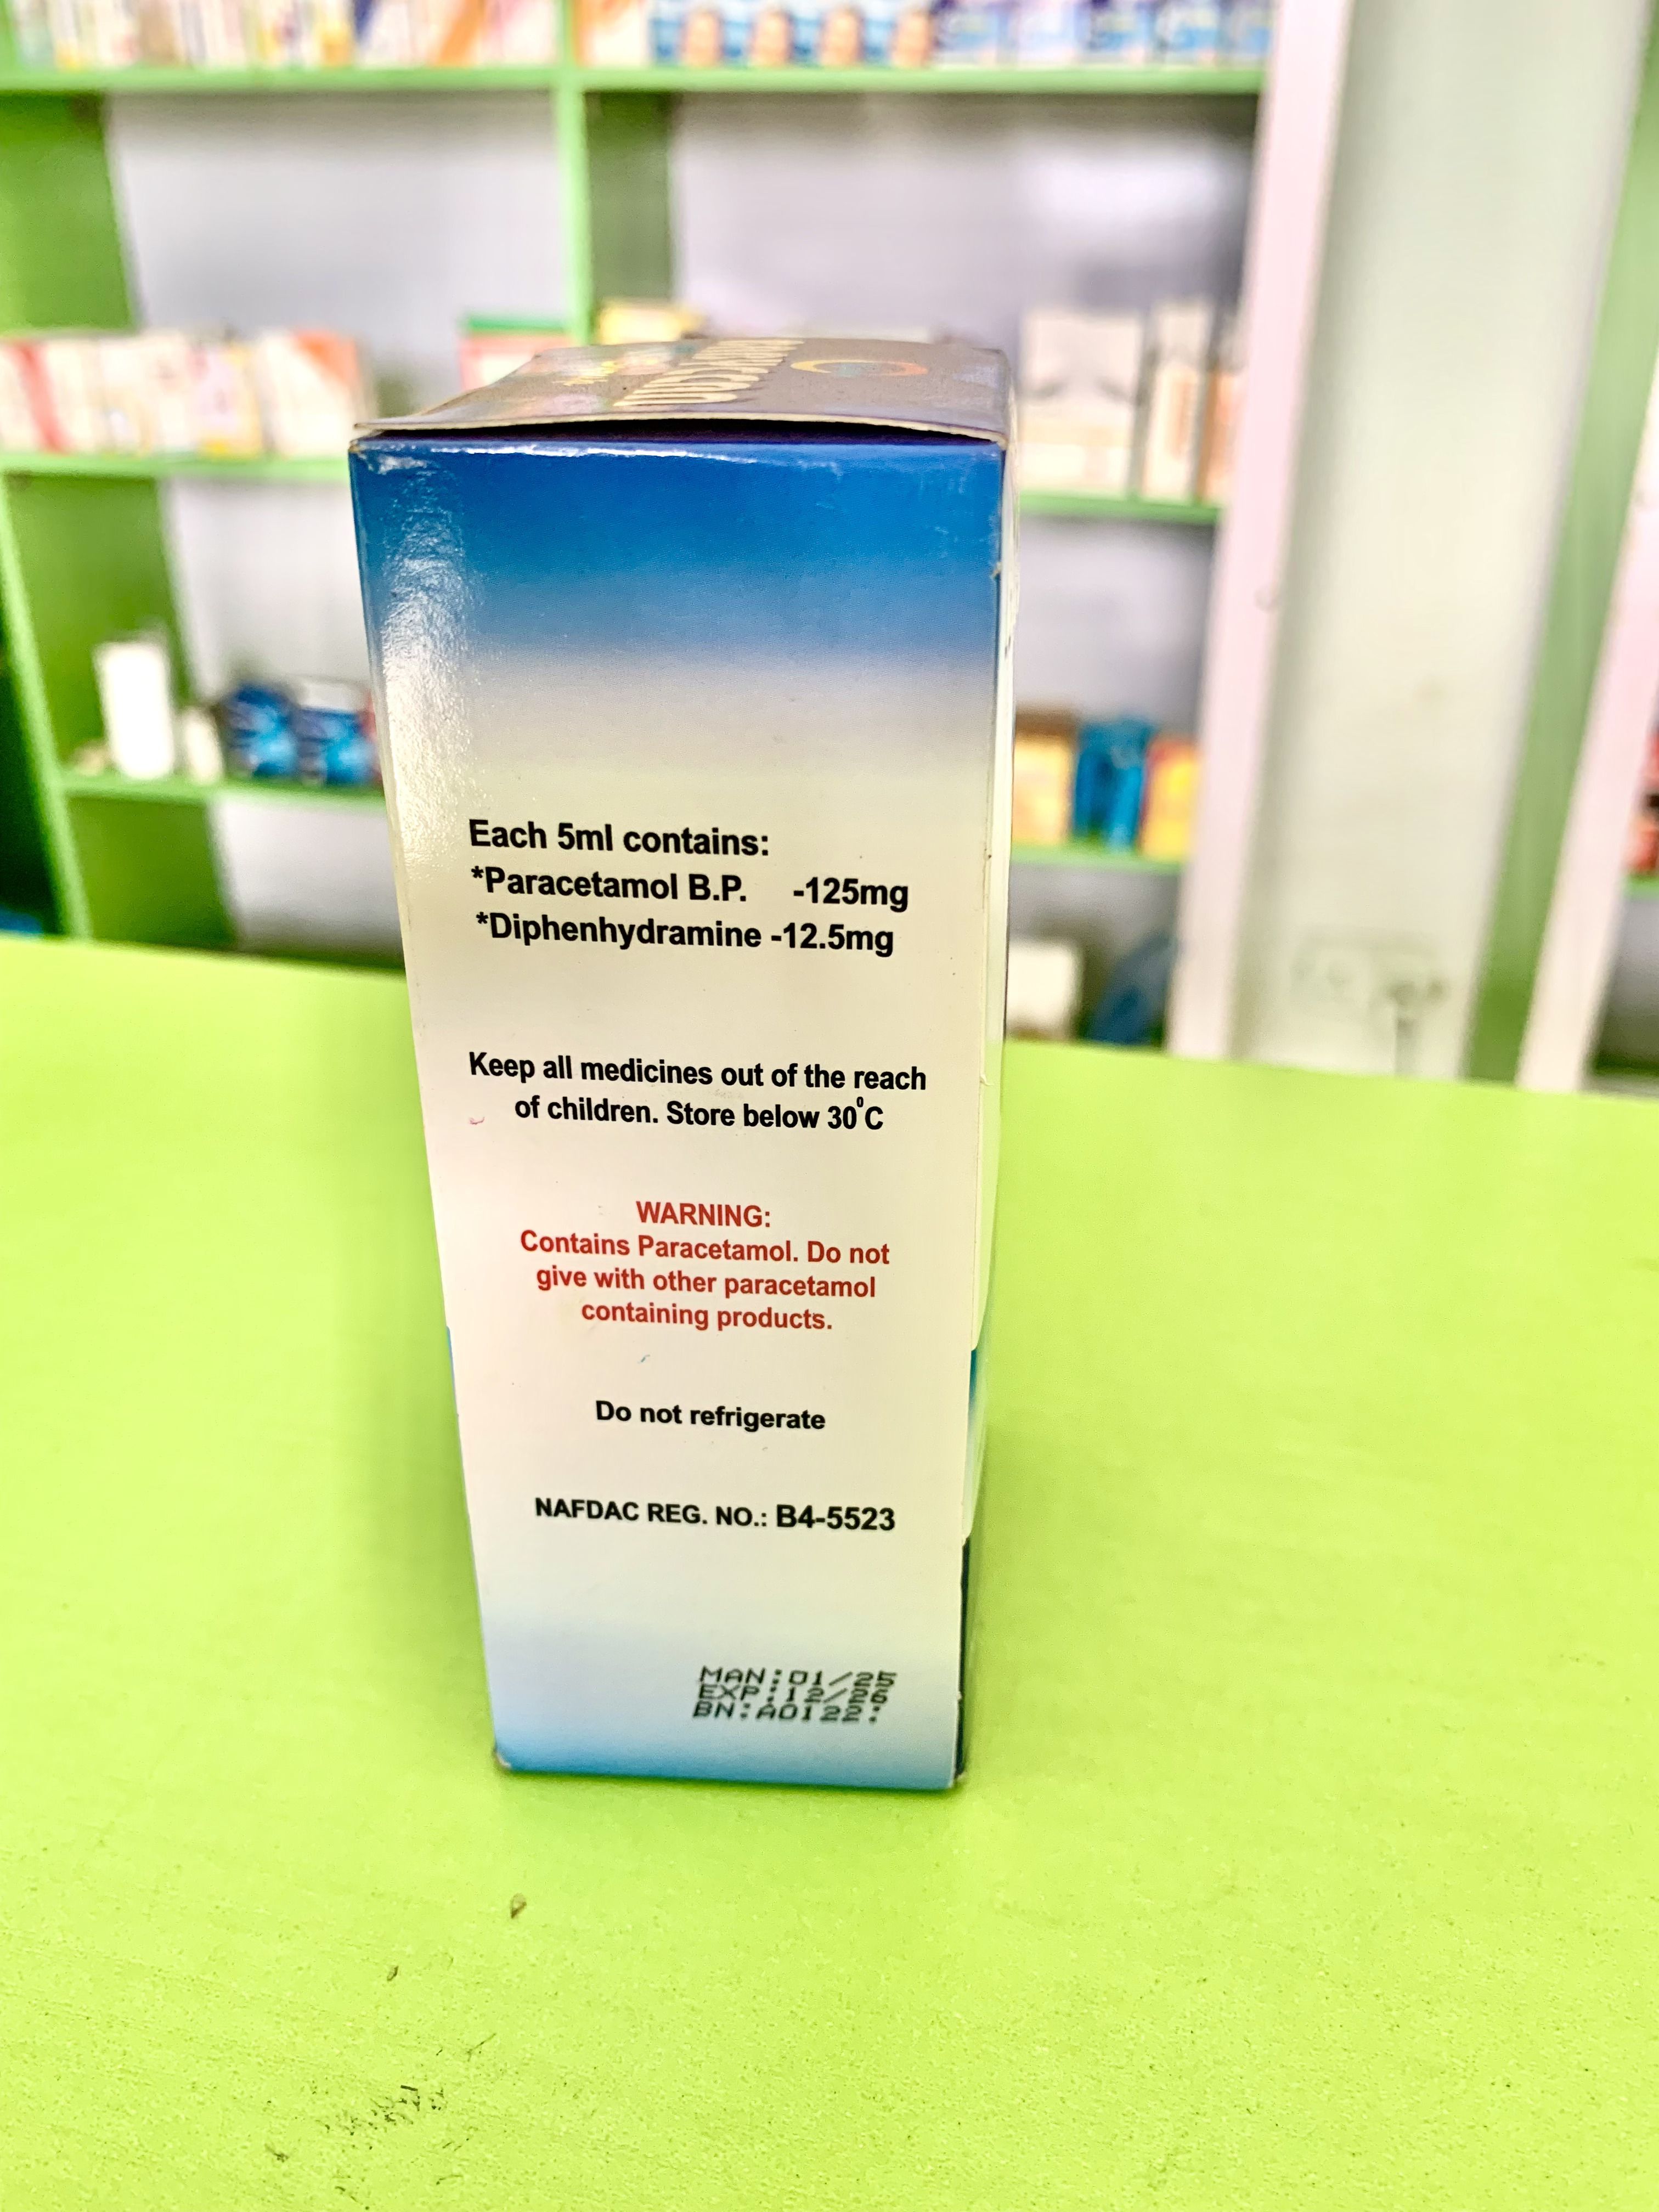 Each 5ml contains:
*Paracetamol B.P. -125mg
*Diphenhydramine -12.5mg
Keep all medicines out of the reach
of children. Store below 30⁰C
WARNING:
Contains Paracetamol. Do not
give with other paracetamol
containing products.
Do not refrigerate
NAFDAC REG. NO.: B4-5523
MAN:01/25
EXP:12/26
BN:A0122: